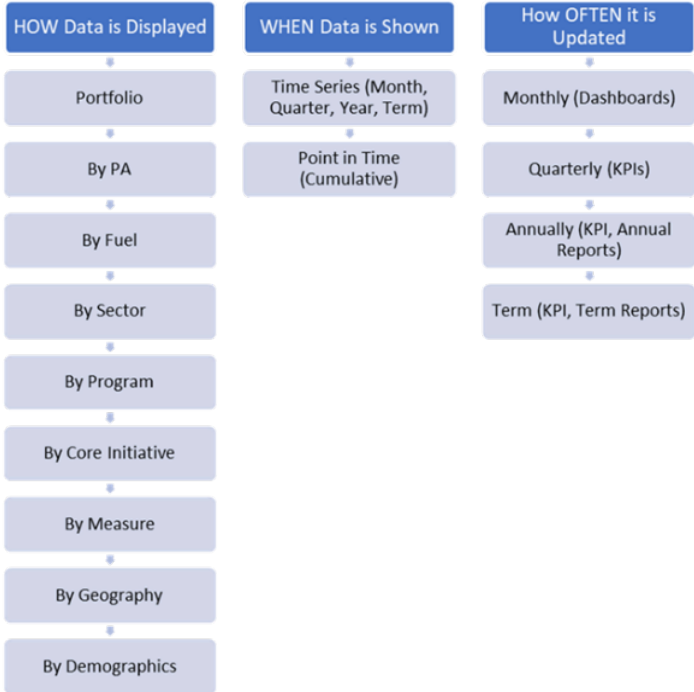 HOW Data is Displayed
Portfolio
By PA
By Fuel
By Sector
By Program
By Core Initiative
By Measure
By Geography
By Demographics
WHEN Data is Shown
Time Series (Month,
Quarter, Year, Term)
Point in Time
(Cumulative)
How OFTEN it is
Updated
Monthly (Dashboards)
Quarterly (KPIs)
Annually (KPI, Annual
Reports)
Term (KPI, Term Reports)